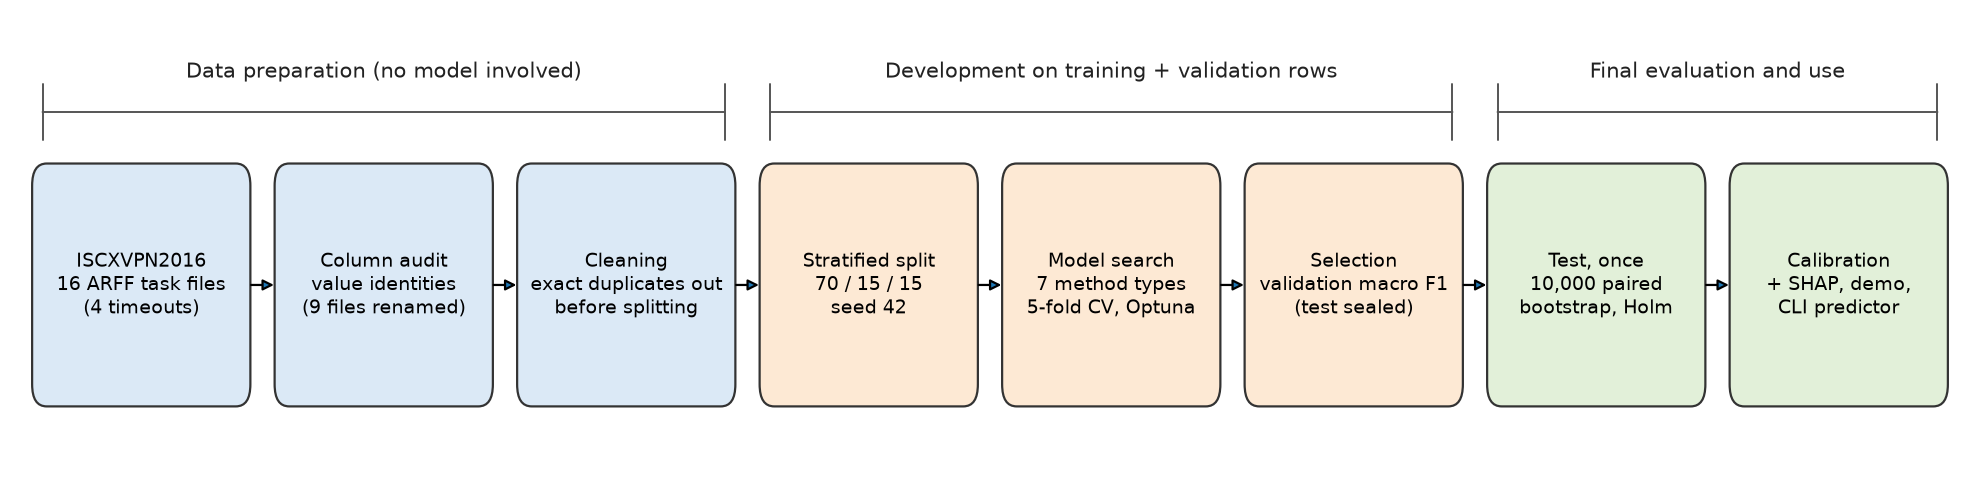 Data preparation (no model involved)
Development on training + validation rows
Final evaluation and use
ISCXVPN2016
16 ARFF task files
(4 timeouts)
Column audit
value identities
(9 files renamed)
Cleaning
exact duplicates out
before splitting
Stratified split
70 / 15 / 15
seed 42
Model search
7 method types
5-fold CV, Optuna
Selection
validation macro F1
(test sealed)
Test, once
10,000 paired
bootstrap, Holm
Calibration
+ SHAP, demo,
CLI predictor